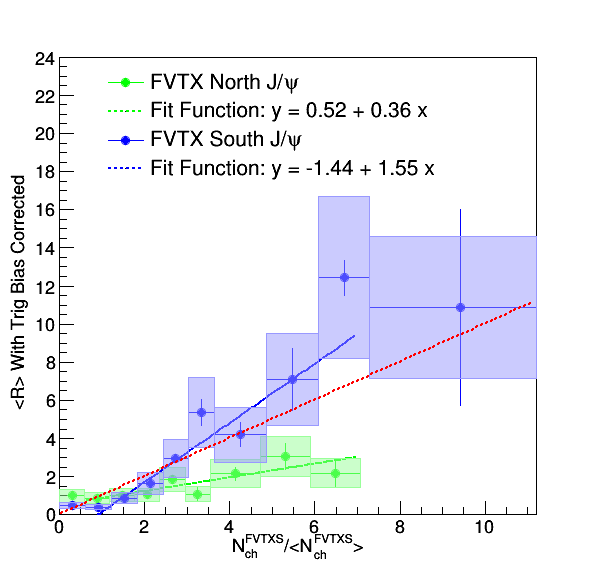 24
22
20
18
16
14
12
10
8
6
4
2
0
<R> With Trig Bias Corrected
FVTX North J/ψ
Fit Function: y = 0.52 + 0.36 x
FVTX South J/ψ
Fit Function: y = -1.44 + 1.55 x
0 2 4 6 8 10
N_ch^FVTXS/<N_ch^FVTXS>